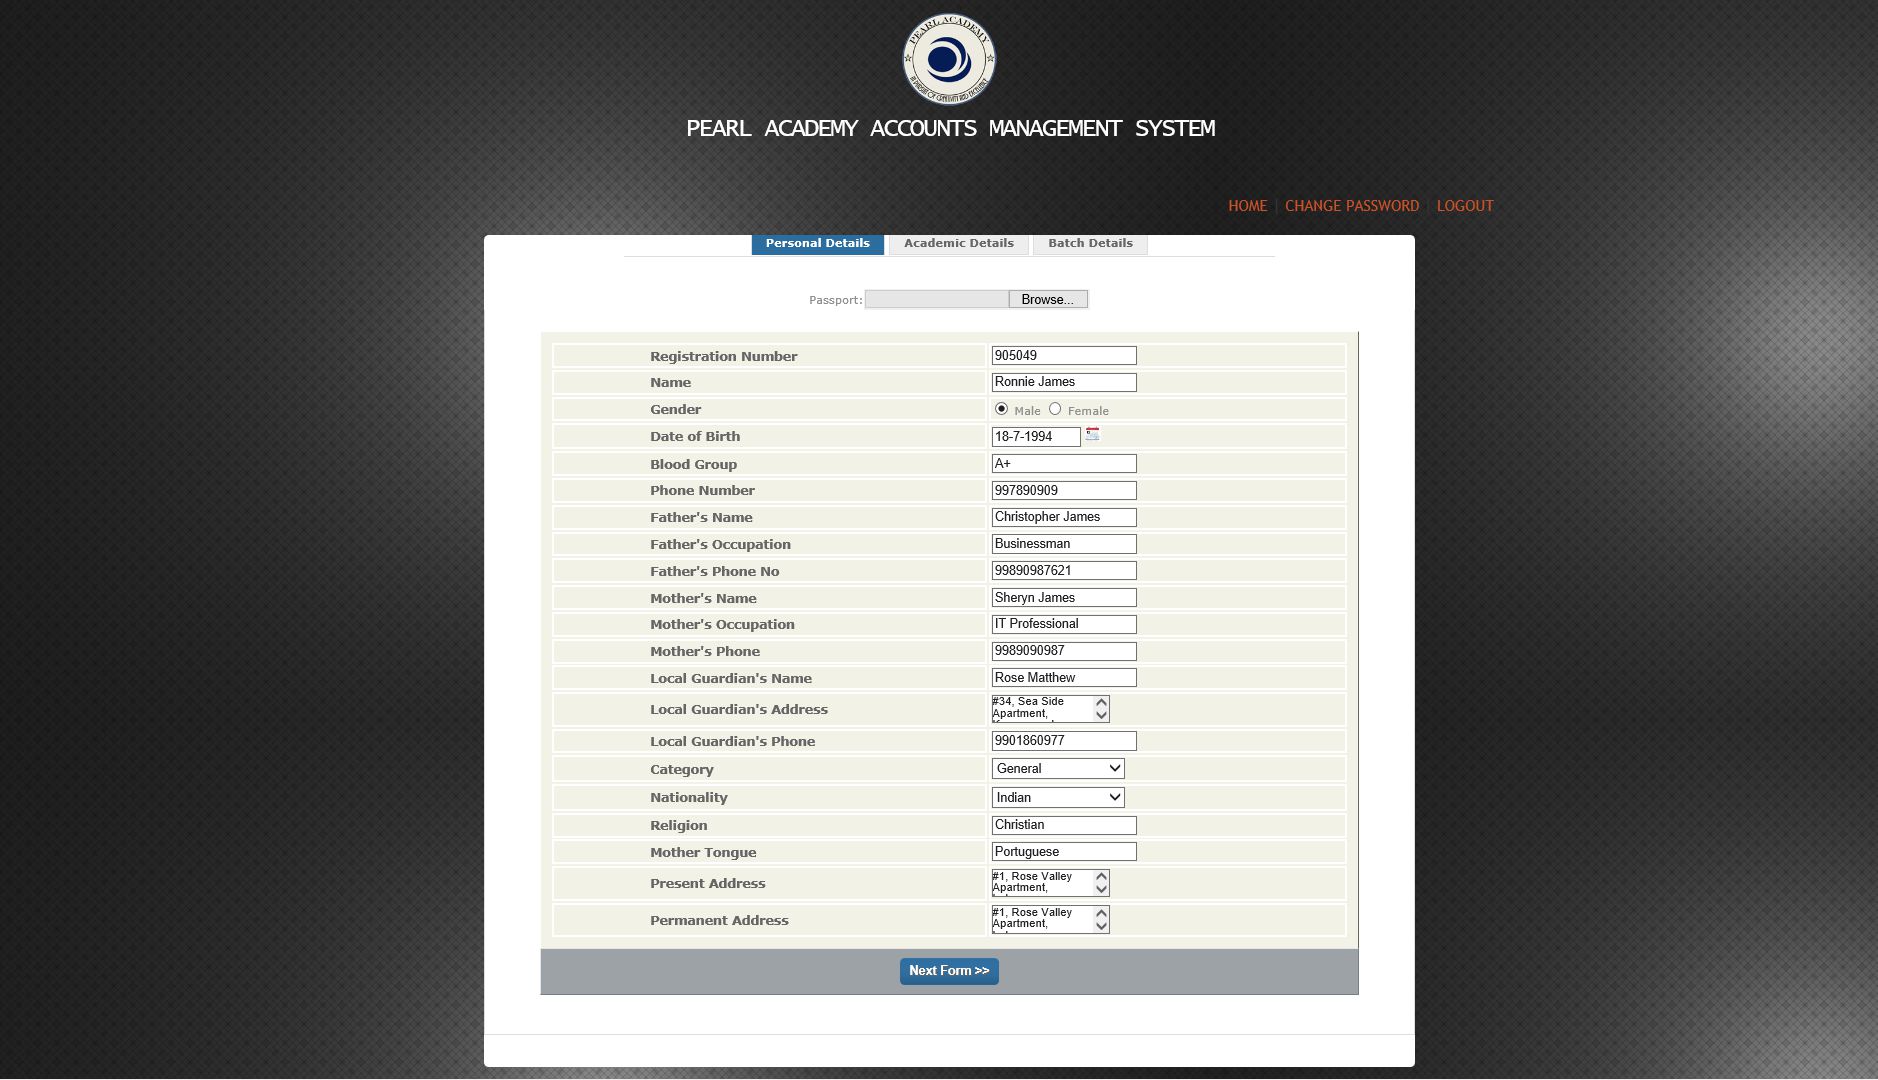 PEARL ACADEMY
PEARL ACADEMY ACCOUNTS MANAGEMENT SYSTEM
HOME | CHANGE PASSWORD | LOGOUT
Personal Details Academic Details Batch Details
Passport: Browse...
Registration Number 905049
Name Ronnie James
Gender Male Female
Date of Birth 18-7-1994
Blood Group A+
Phone Number 997890909
Father's Name Christopher James
Father's Occupation Businessman
Father's Phone No 99890987621
Mother's Name Sheryn James
Mother's Occupation IT Professional
Mother's Phone 9989090987
Local Guardian's Name Rose Matthew
Local Guardian's Address #34, Sea Side
Apartment,
Local Guardian's Phone 9901860977
Category General
Nationality Indian
Religion Christian
Mother Tongue Portuguese
Present Address #1, Rose Valley
Apartment,
Permanent Address #1, Rose Valley
Apartment,
Next Form >>